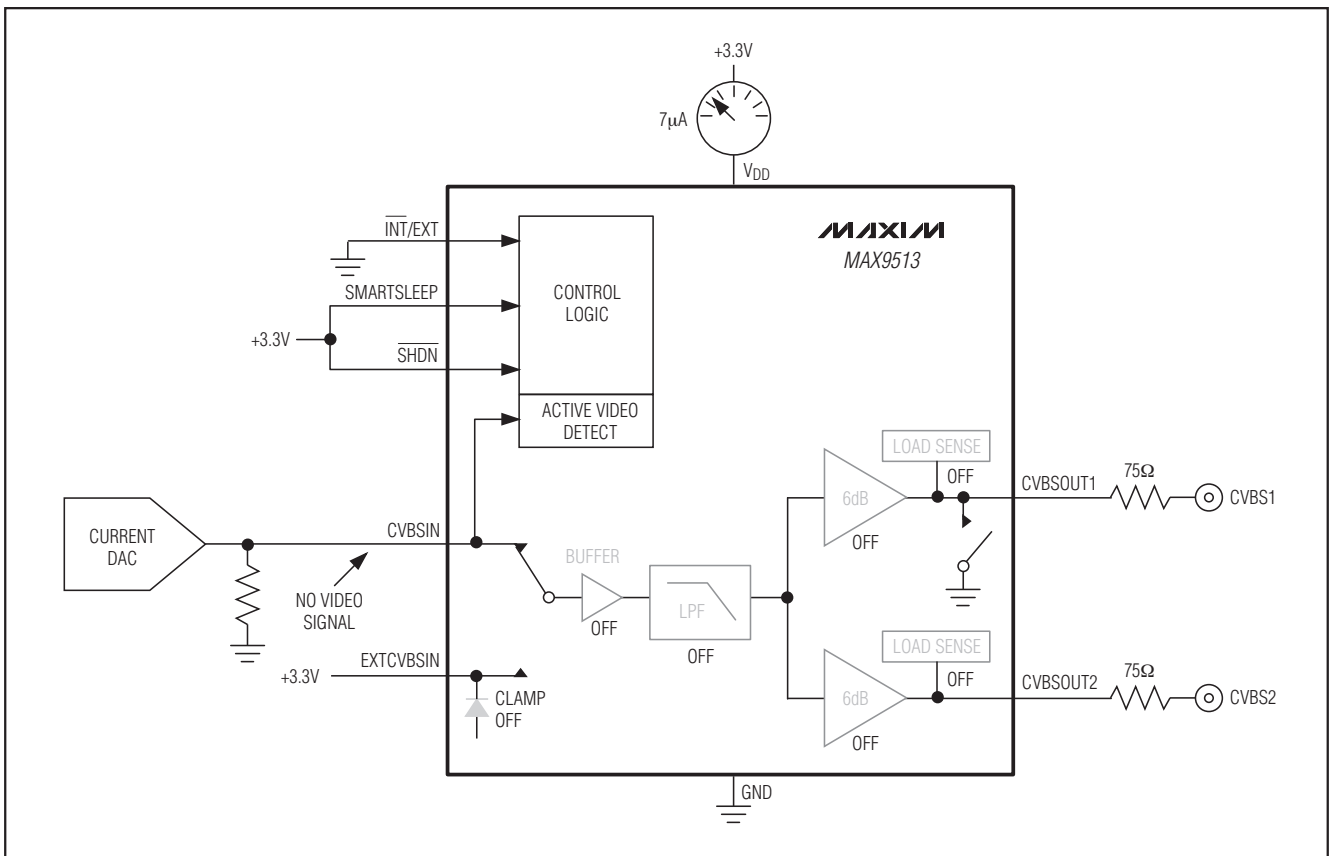 +3.3V
7μA
VDD
INT/EXT
MAXIM
MAX9513
SMARTSLEEP
CONTROL
LOGIC
+3.3V
SHDN
ACTIVE VIDEO
DETECT
LOAD SENSE
OFF
75Ω
CVBSOUT1
CVBS1
6dB
OFF
CURRENT
DAC
CVBSIN
BUFFER
OFF
LPF
OFF
NO VIDEO
SIGNAL
EXTCVBSIN
+3.3V
CLAMP
OFF
LOAD SENSE
OFF
75Ω
CVBSOUT2
CVBS2
6dB
OFF
GND